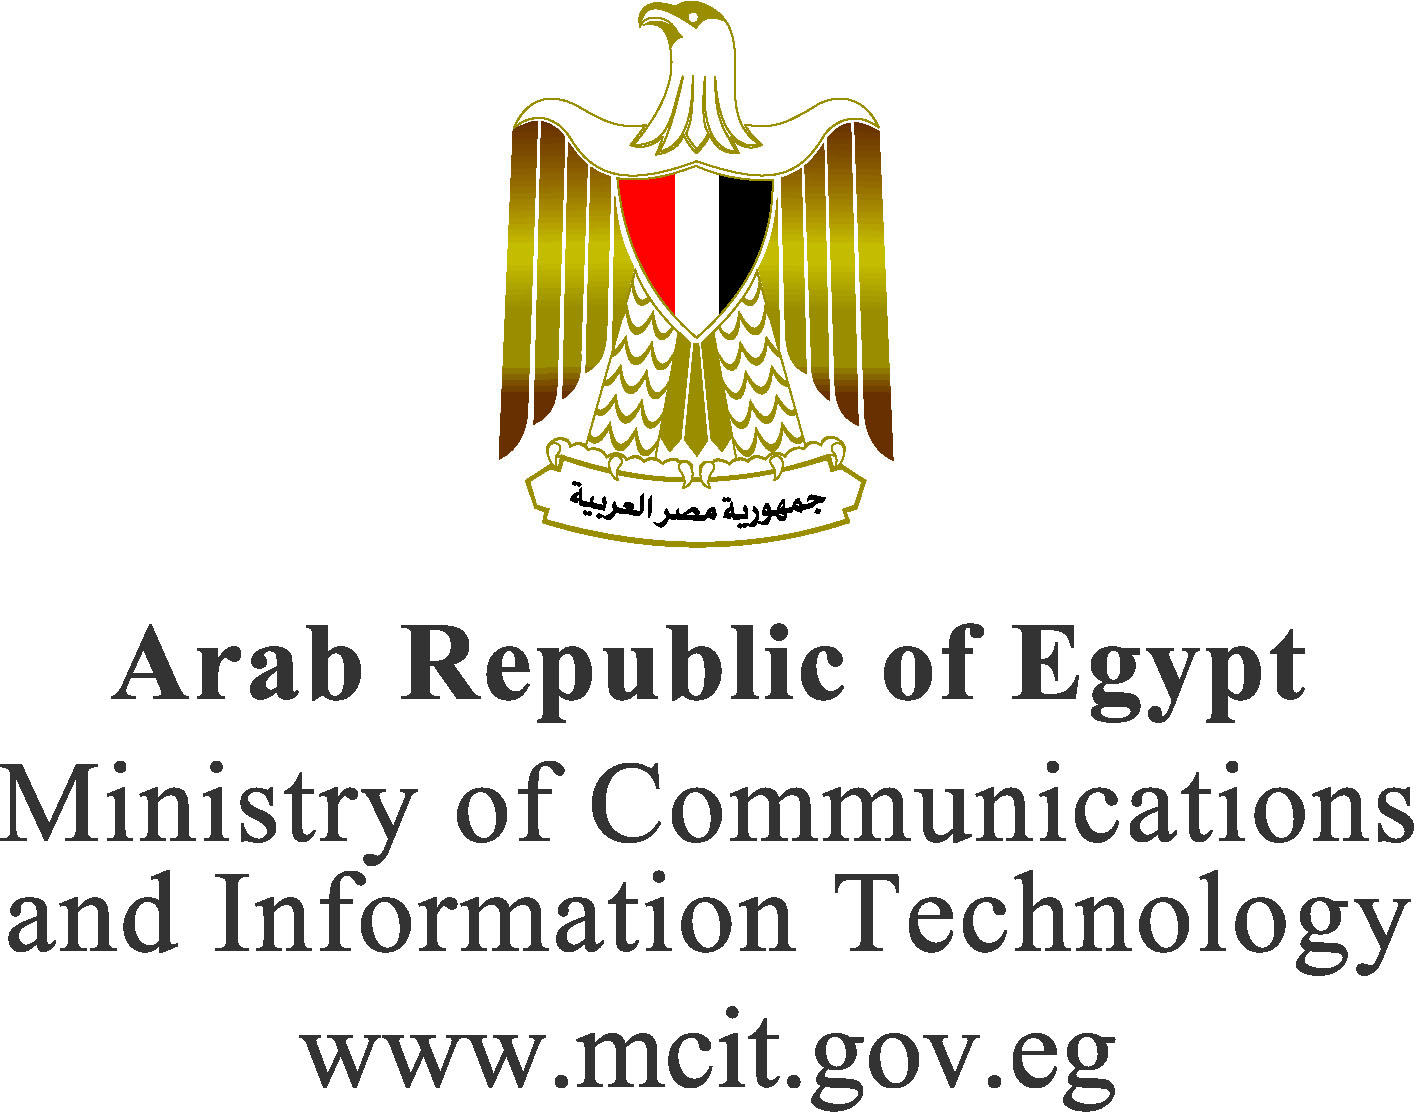 جمهورية مصر العربية
Arab Republic of Egypt
Ministry of Communications
and Information Technology
www.mcit.gov.eg